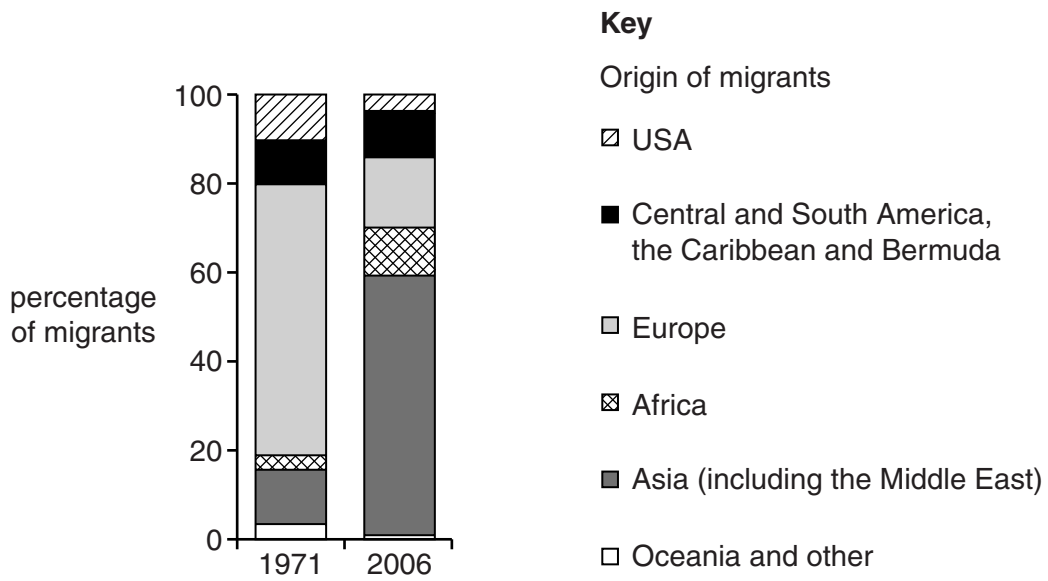 100
80
60
40
20
0
percentage
of migrants
1971
2006
Key
Origin of migrants
USA
Central and South America,
the Caribbean and Bermuda
Europe
Africa
Asia (including the Middle East)
Oceania and other